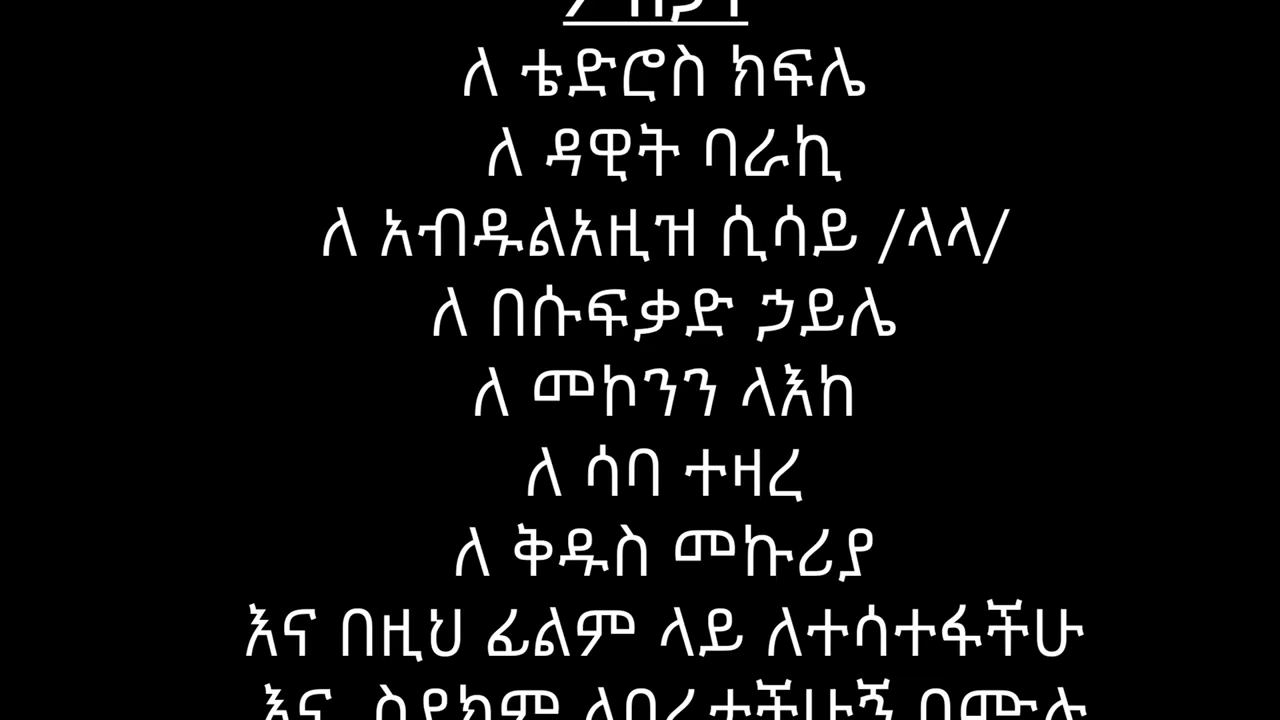 ለ ቴድሮስ ክፍሌ
ለ ዳዊት ባራኪ
ለ አብዱልአዚዝ ሲሳይ /ላላ/
ለ በሱፍቃድ ኃይሌ
ለ መኮንን ላእከ
ለ ሳባ ተዛረ
ለ ቅዱስ መኩሪያ
እና በዚህ ፊልም ላይ ለተሳተፋችሁ
እና